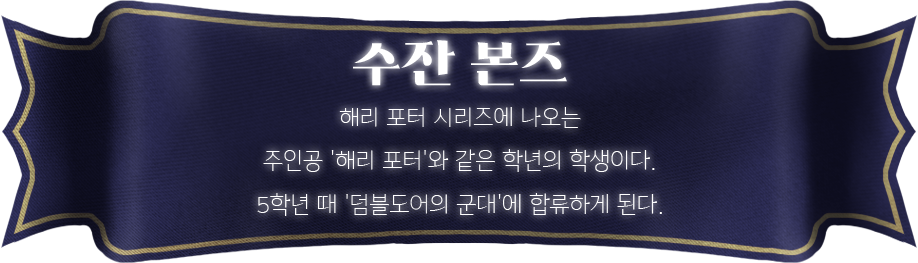 수잔 본즈
해리 포터 시리즈에 나오는
주인공 '해리 포터'와 같은 학년의 학생이다.
5학년 때 '덤블도어의 군대'에 합류하게 된다.